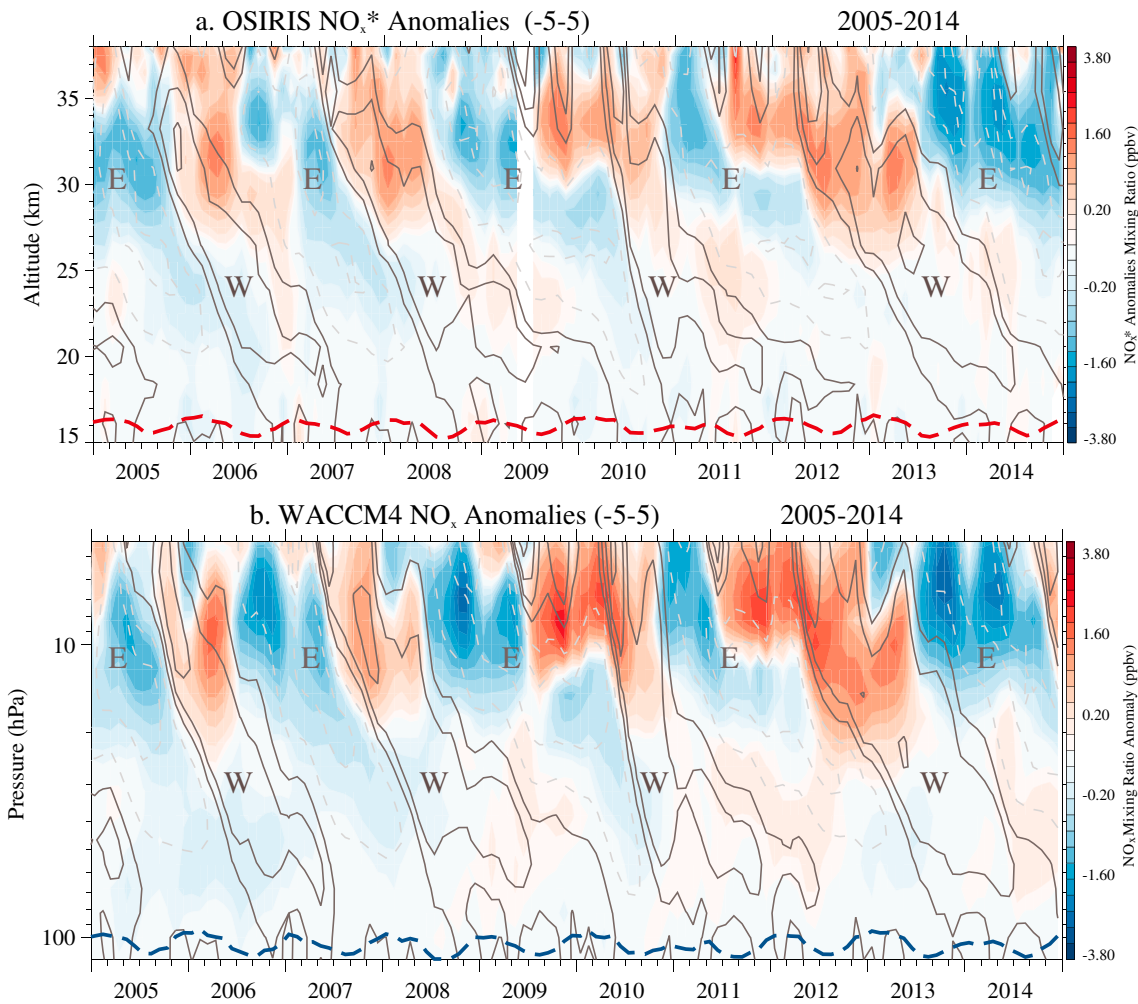 a. OSIRIS NOₓ* Anomalies (-5-5) 2005-2014
Altitude (km)
35
30
25
20
15
E E E E E
W W W W
2005 2006 2007 2008 2009 2010 2011 2012 2013 2014
3.80
1.60
0.20
-0.20
-1.60
-3.80
NOₓ* Anomalies Mixing Ratio (ppbv)
b. WACCM4 NOₓ Anomalies (-5-5) 2005-2014
Pressure (hPa)
10
100
E E E E E
W W W W
2005 2006 2007 2008 2009 2010 2011 2012 2013 2014
3.80
1.60
0.20
-0.20
-1.60
-3.80
NOₓ Mixing Ratio Anomaly (ppbv)